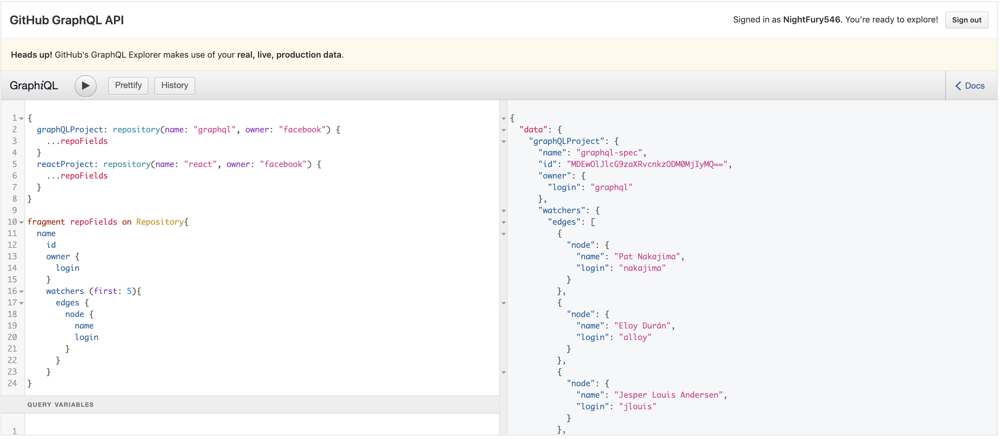 GitHub GraphQL API
Signed in as NightFury546. You’re ready to explore! Sign out
Heads up! GitHub's GraphQL Explorer makes use of your real, live, production data.
GraphiQL Prettify History Docs
1 {
2 graphQLProject: repository(name: "graphql", owner: "facebook") {
3 ...repoFields
4 }
5 reactProject: repository(name: "react", owner: "facebook") {
6 ...repoFields
7 }
8 }
9
10 fragment repoFields on Repository{
11 name
12 id
13 owner {
14 login
15 }
16 watchers (first: 5){
17 edges {
18 node {
19 name
20 login
21 }
22 }
23 }
24 }
QUERY VARIABLES
1
{
"data": {
"graphQLProject": {
"name": "graphql-spec",
"id": "MDEwOlJlcG9zaXRvcnkzODM0MjIyMQ==",
"owner": {
"login": "graphql"
},
"watchers": {
"edges": [
{
"node": {
"name": "Pat Nakajima",
"login": "nakajima"
}
},
{
"node": {
"name": "Eloy Durán",
"login": "alloy"
}
},
{
"node": {
"name": "Jesper Louis Andersen",
"login": "jlouis"
}
},